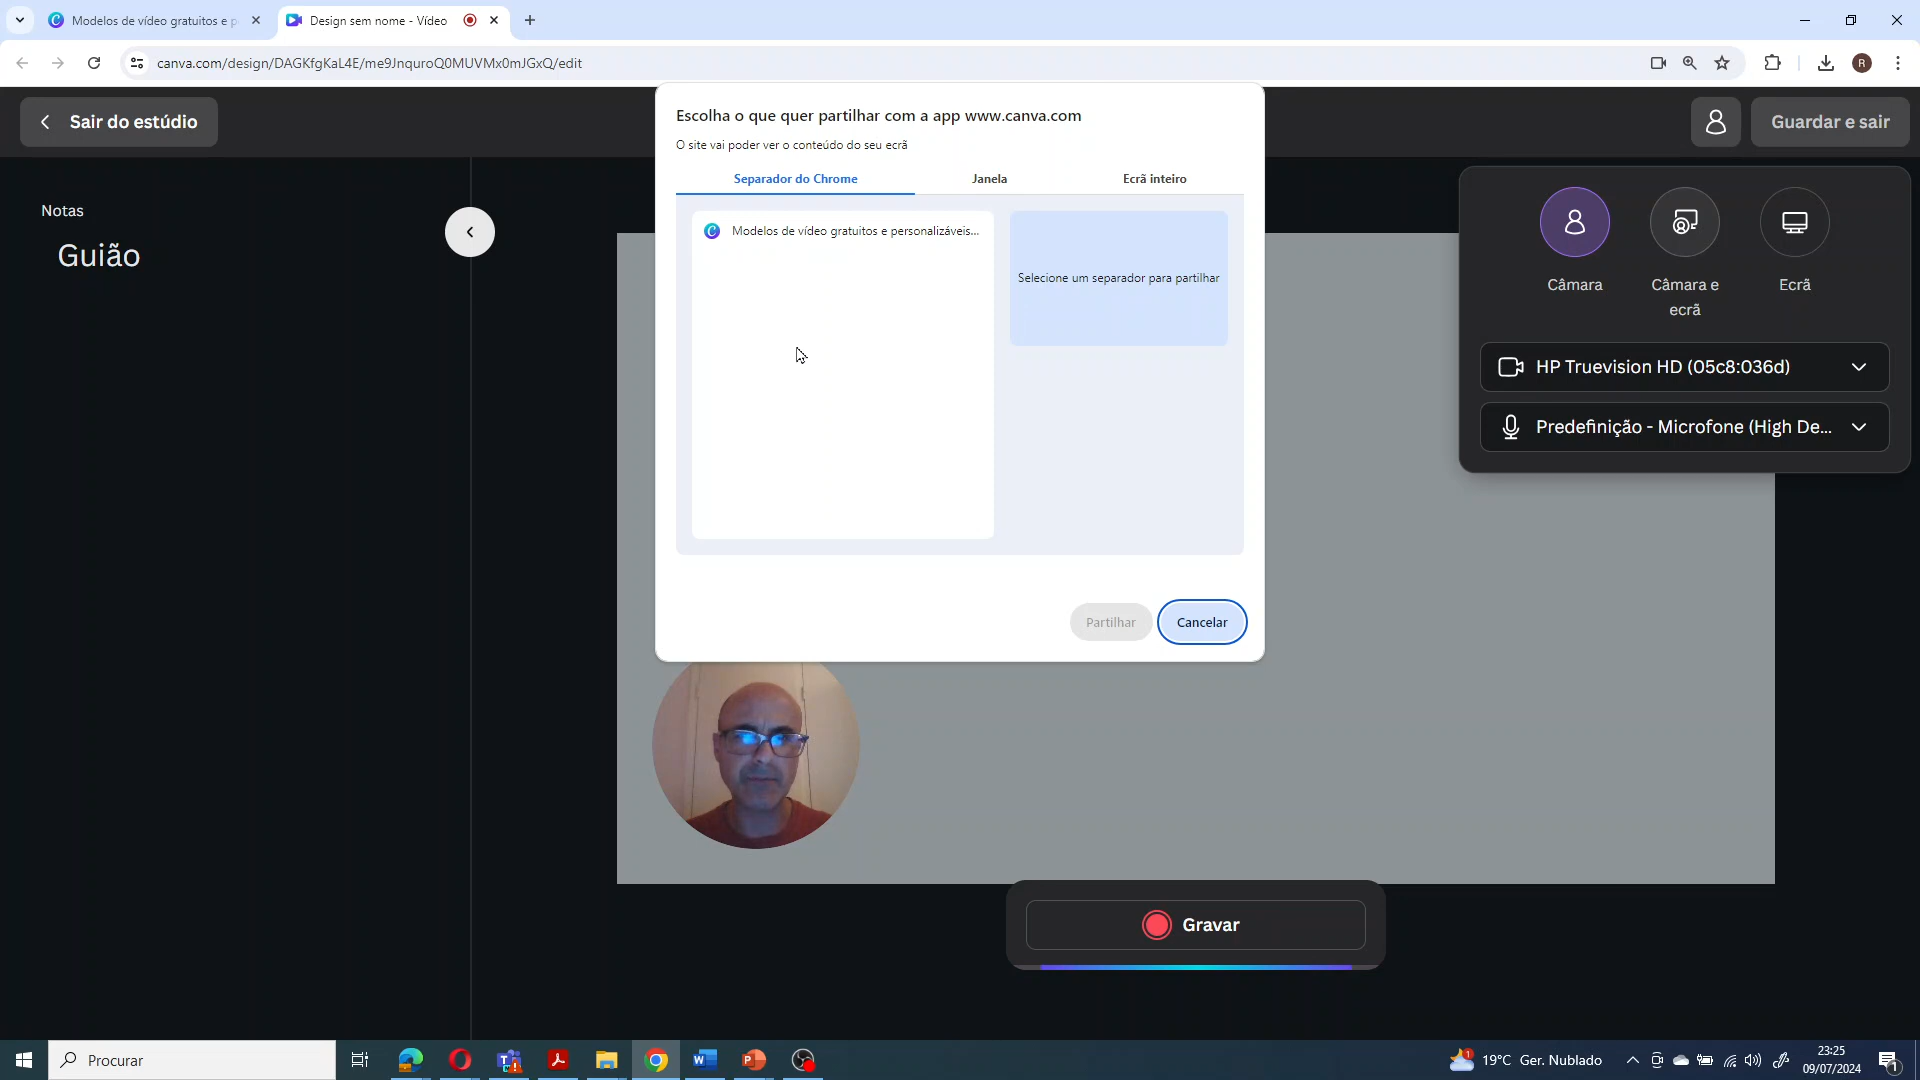 Modelos de vídeo gratuitos e p
Design sem nome - Vídeo
canva.com/design/DAGKfgKaL4E/me9JnquroQ0MUVMx0mJGxQ/edit
R
Sair do estúdio
Guardar e sair
Escolha o que quer partilhar com a app www.canva.com
O site vai poder ver o conteúdo do seu ecrã
Separador do Chrome
Janela
Ecrã inteiro
Modelos de vídeo gratuitos e personalizáveis...
Selecione um separador para partilhar
Partilhar
Cancelar
Notas
Guião
Câmara
Câmara e
ecrã
Ecrã
HP Truevision HD (05c8:036d)
Predefinição - Microfone (High De...
Gravar
Procurar
1
19°C Ger. Nublado
23:25
09/07/2024
1